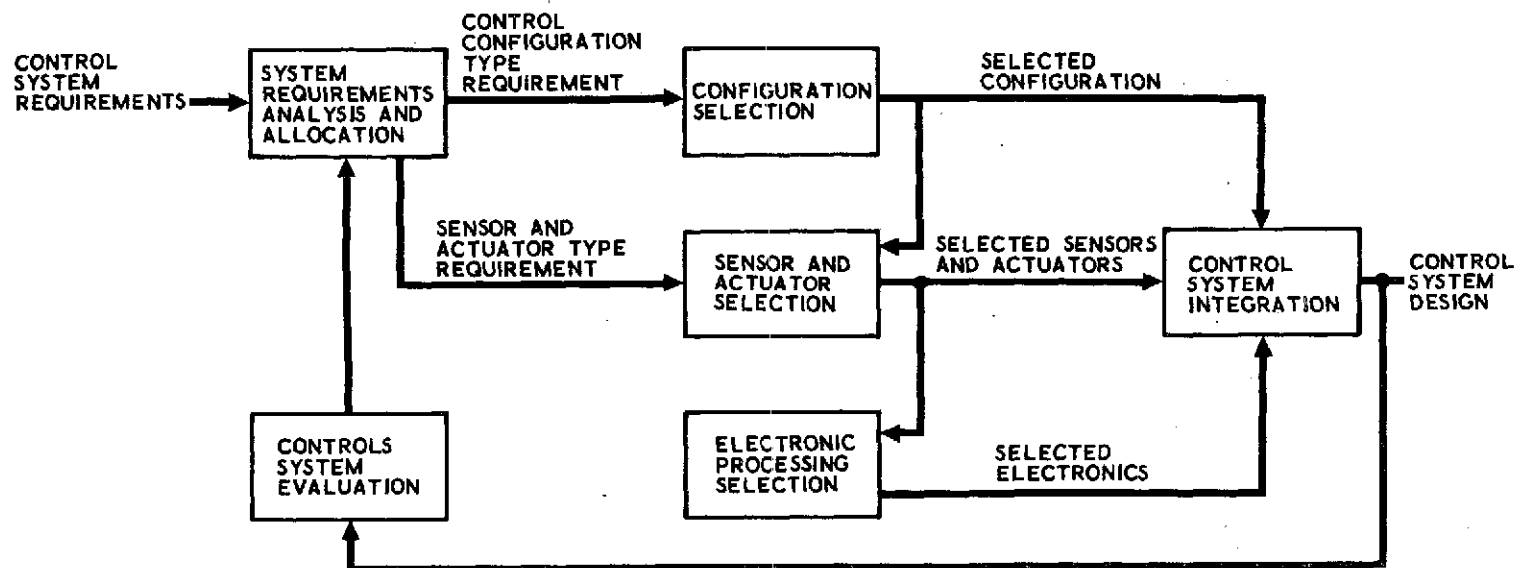 CONTROL
SYSTEM
REQUIREMENTS
SYSTEM
REQUIREMENTS
ANALYSIS AND
ALLOCATION
CONTROL
CONFIGURATION
TYPE
REQUIREMENT
CONFIGURATION
SELECTION
SELECTED
CONFIGURATION
SENSOR AND
ACTUATOR TYPE
REQUIREMENT
SENSOR AND
ACTUATOR
SELECTION
SELECTED SENSORS
AND ACTUATORS
CONTROL
SYSTEM
INTEGRATION
CONTROL
SYSTEM
DESIGN
CONTROLS
SYSTEM
EVALUATION
ELECTRONIC
PROCESSING
SELECTION
SELECTED
ELECTRONICS